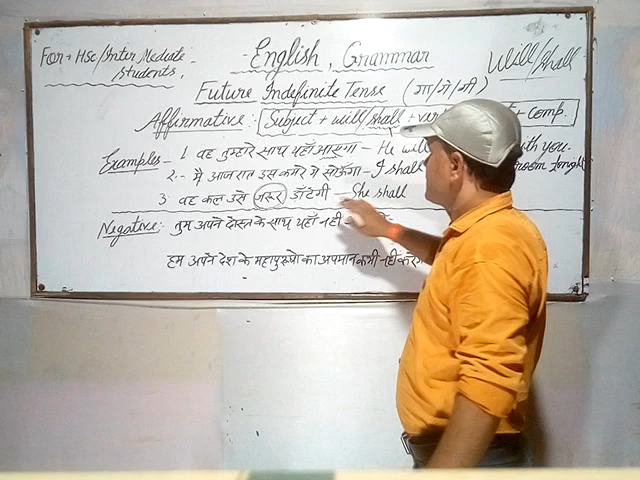 For → HSc/Inter Mediate
students,
English, Grammar
Will/shall
Future Indefinite Tense (गा/गे/गी)
Affirmative: Subject + will/shall + + Comp.
Examples - 1 वह तुम्हारे साथ यहाँ आएगा - He will with you.
2.- मैं आज रात इस कमरे में सोऊँगा - I shall room tonight
3 वह कल उसे जरूर डाँटेगी - She shall
Negative: तुम अपने दोस्त के साथ यहाँ नहीं
हम अपने देश के महापुरूषों का अपमान कभी नहीं करेंगे